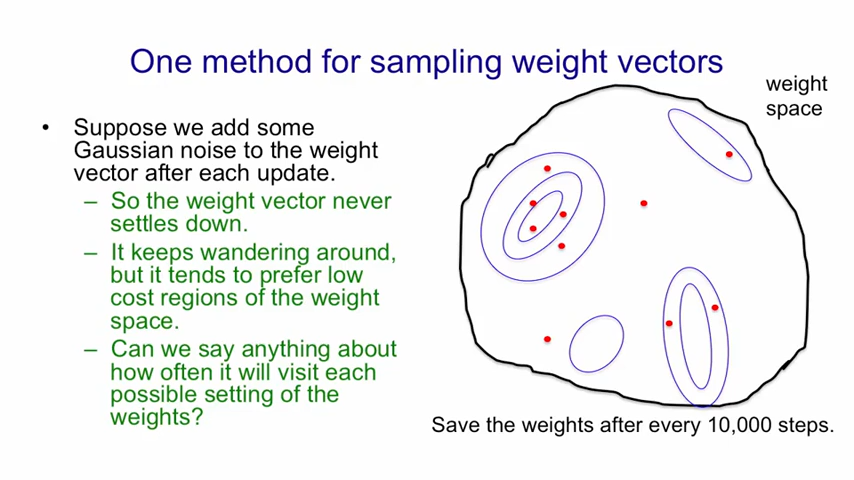 One method for sampling weight vectors
• Suppose we add some
Gaussian noise to the weight
vector after each update.
– So the weight vector never
settles down.
– It keeps wandering around,
but it tends to prefer low
cost regions of the weight
space.
– Can we say anything about
how often it will visit each
possible setting of the
weights?
weight
space
Save the weights after every 10,000 steps.